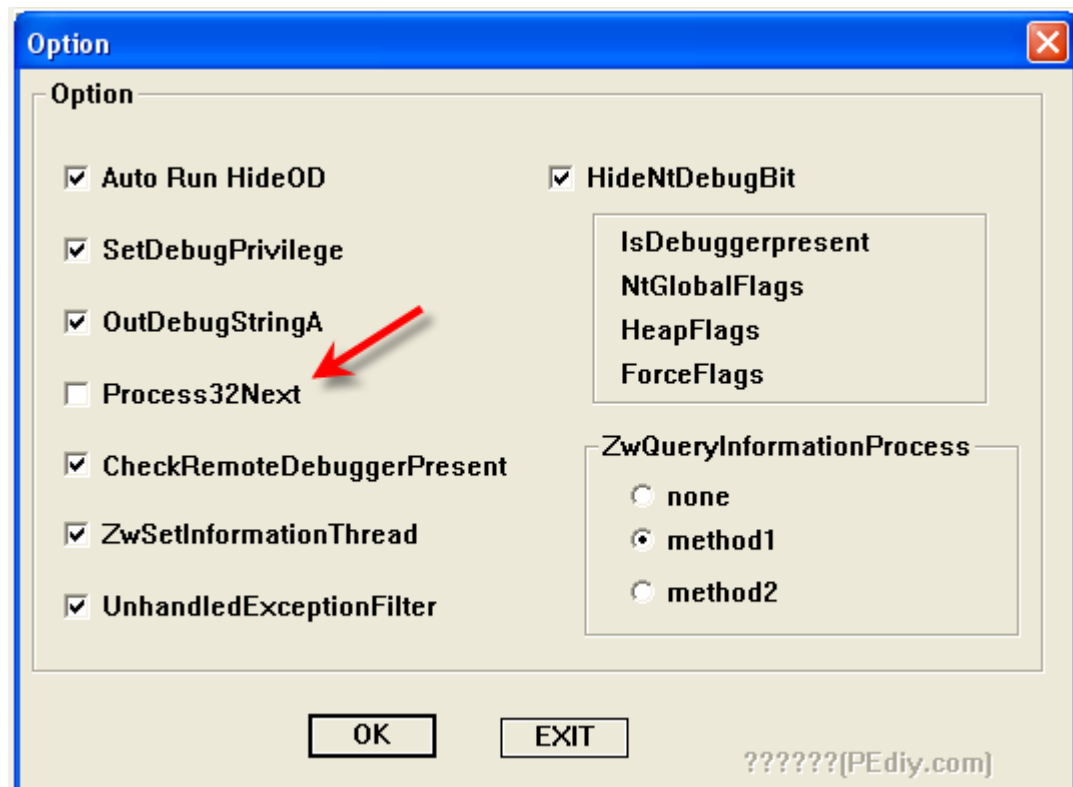 Option
Option
Auto Run HideOD
SetDebugPrivilege
OutDebugStringA
Process32Next
CheckRemoteDebuggerPresent
ZwSetInformationThread
UnhandledExceptionFilter
HideNtDebugBit
IsDebuggerpresent
NtGlobalFlags
HeapFlags
ForceFlags
ZwQueryInformationProcess
none
method1
method2
OK
EXIT
??????(PEdiy.com)